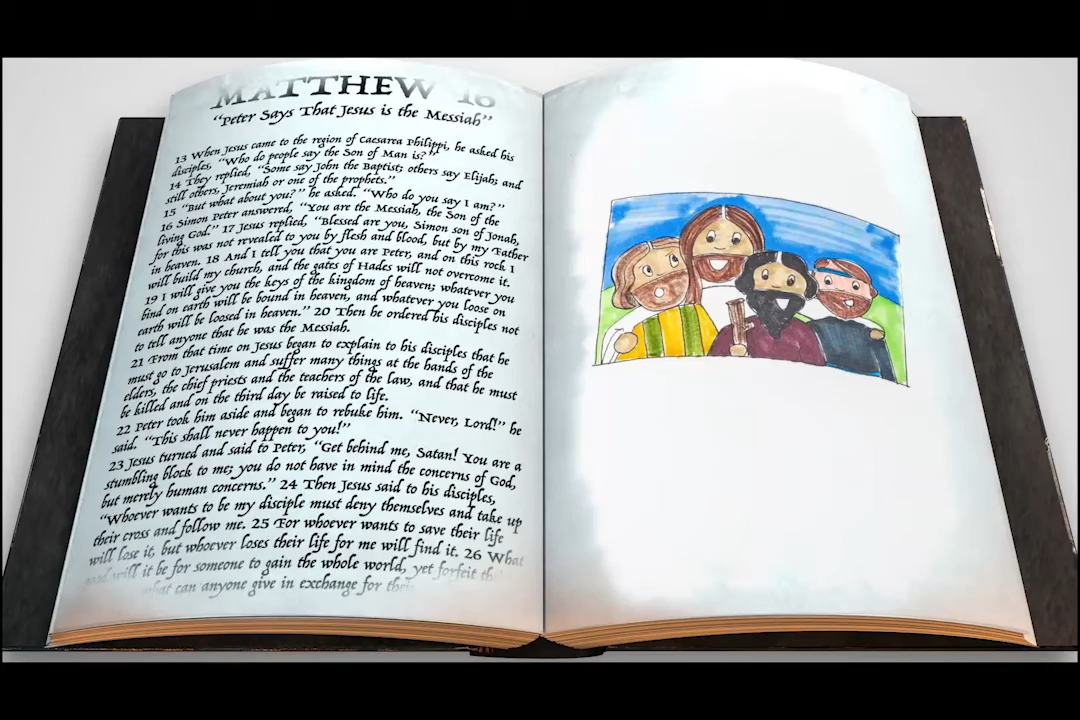 MATTHEW 16
“Peter Says That Jesus is the Messiah”
13 When Jesus came to the region of Caesarea Philippi, he asked his
disciples, “Who do people say the Son of Man is?”
14 They replied, “Some say John the Baptist; others say Elijah; and
still others, Jeremiah or one of the prophets.”
15 “But what about you?” he asked. “Who do you say I am?”
16 Simon Peter answered, “You are the Messiah, the Son of the
living God.” 17 Jesus replied, “Blessed are you, Simon son of Jonah,
for this was not revealed to you by flesh and blood, but by my Father
in heaven. 18 And I tell you that you are Peter, and on this rock I
will build my church, and the gates of Hades will not overcome it.
19 I will give you the keys of the kingdom of heaven; whatever you
bind on earth will be bound in heaven, and whatever you loose on
earth will be loosed in heaven.” 20 Then he ordered his disciples not
to tell anyone that he was the Messiah.
21 From that time on Jesus began to explain to his disciples that he
must go to Jerusalem and suffer many things at the hands of the
elders, the chief priests and the teachers of the law, and that he must
be killed and on the third day be raised to life.
22 Peter took him aside and began to rebuke him. “Never, Lord!” he
said. “This shall never happen to you!”
23 Jesus turned and said to Peter, “Get behind me, Satan! You are a
stumbling block to me; you do not have in mind the concerns of God,
but merely human concerns.” 24 Then Jesus said to his disciples,
“Whoever wants to be my disciple must deny themselves and take up
their cross and follow me. 25 For whoever wants to save their life
will lose it, but whoever loses their life for me will find it. 26 What
good will it be for someone to gain the whole world, yet forfeit
what can anyone give in exchange for their